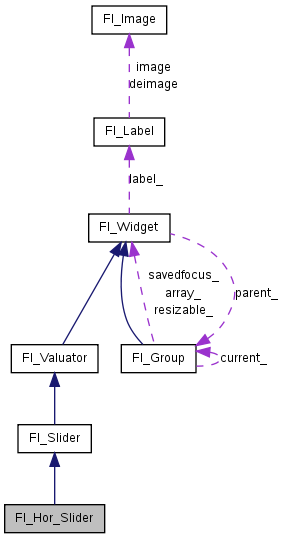 Fl_Image
image
deimage
Fl_Label
label_
Fl_Widget
savedfocus_
array_
resizable_
parent_
Fl_Valuator
Fl_Group
current_
Fl_Slider
Fl_Hor_Slider